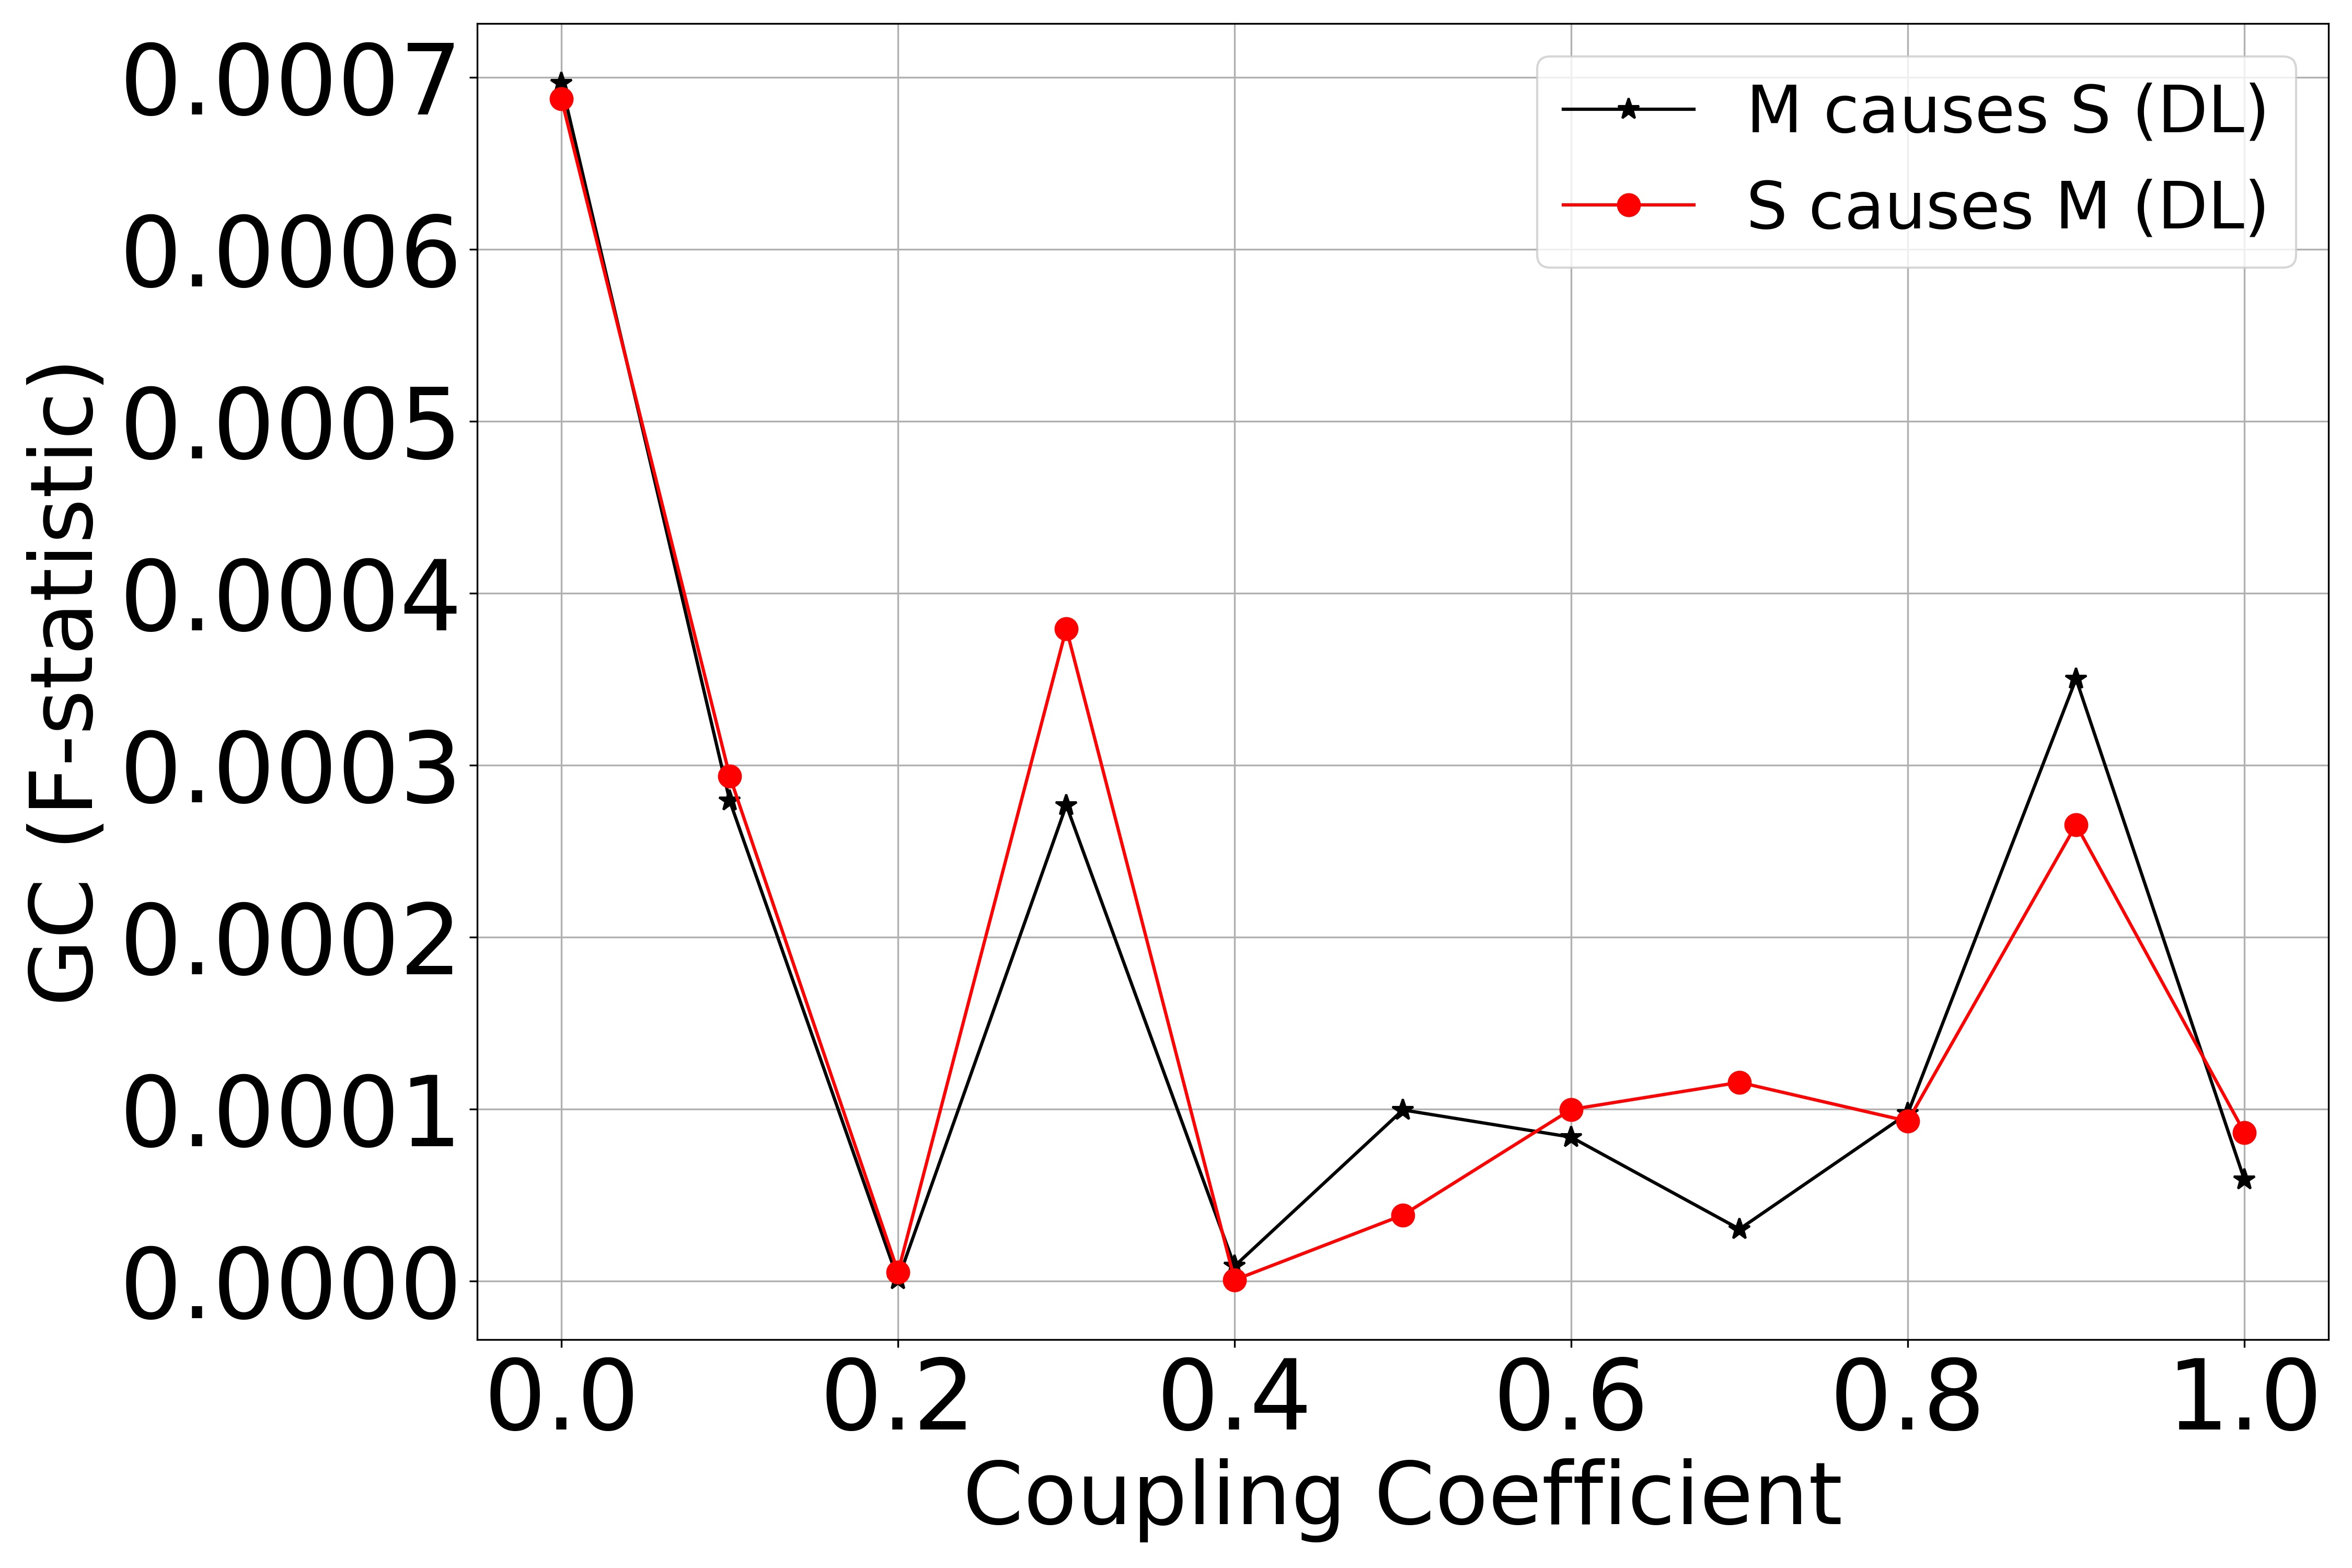 M causes S (DL)
S causes M (DL)
GC (F-statistic)
0.0007
0.0006
0.0005
0.0004
0.0003
0.0002
0.0001
0.0000
0.0 0.2 0.4 0.6 0.8 1.0
Coupling Coefficient